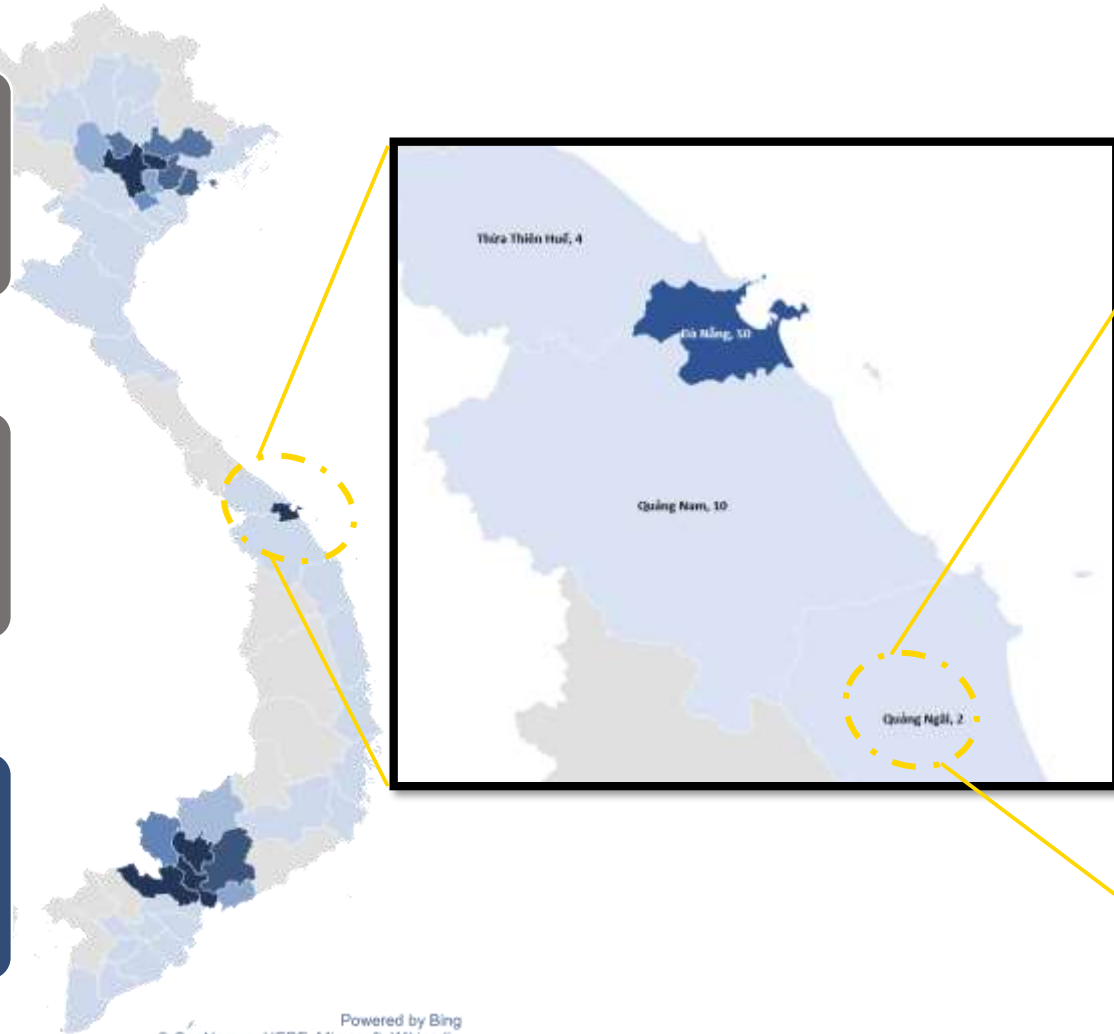 Thừa Thiên Huế, 4
Đà Nẵng, 50
Quảng Nam, 10
Quảng Ngãi, 2
Powered by Bing